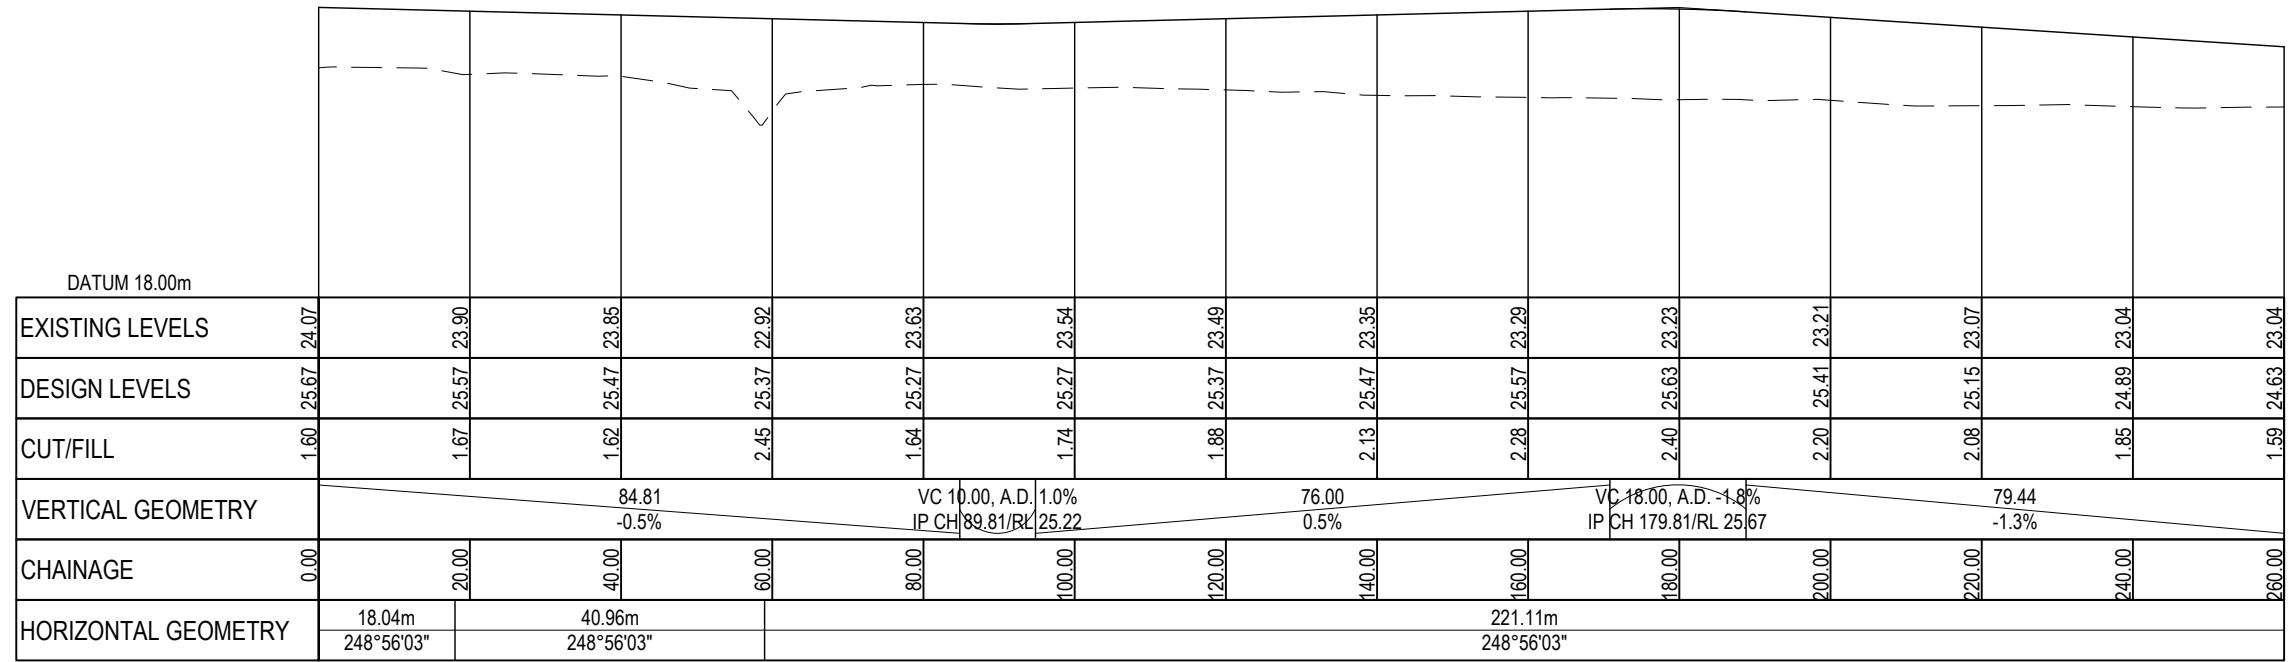 DATUM 18.00m
EXISTING LEVELS 24.07 23.90 23.85 22.92 23.63 23.54 23.49 23.35 23.29 23.23 23.21 23.07 23.04 23.04
DESIGN LEVELS 25.67 25.57 25.47 25.37 25.27 25.27 25.37 25.47 25.57 25.63 25.41 25.15 24.89 24.63
CUT/FILL 1.60 1.67 1.62 2.45 1.64 1.74 1.88 2.13 2.28 2.40 2.20 2.08 1.85 1.59
VERTICAL GEOMETRY
84.81 VC 10.00, A.D. 1.0% 76.00 VC 18.00, A.D. -1.8% 79.44
-0.5% IP CH 89.81/RL 25.22 0.5% IP CH 179.81/RL 25.67 -1.3%
CHAINAGE 0.00 20.00 40.00 60.00 80.00 100.00 120.00 140.00 160.00 180.00 200.00 220.00 240.00 260.00
HORIZONTAL GEOMETRY
18.04m 40.96m 221.11m
248°56'03" 248°56'03" 248°56'03"